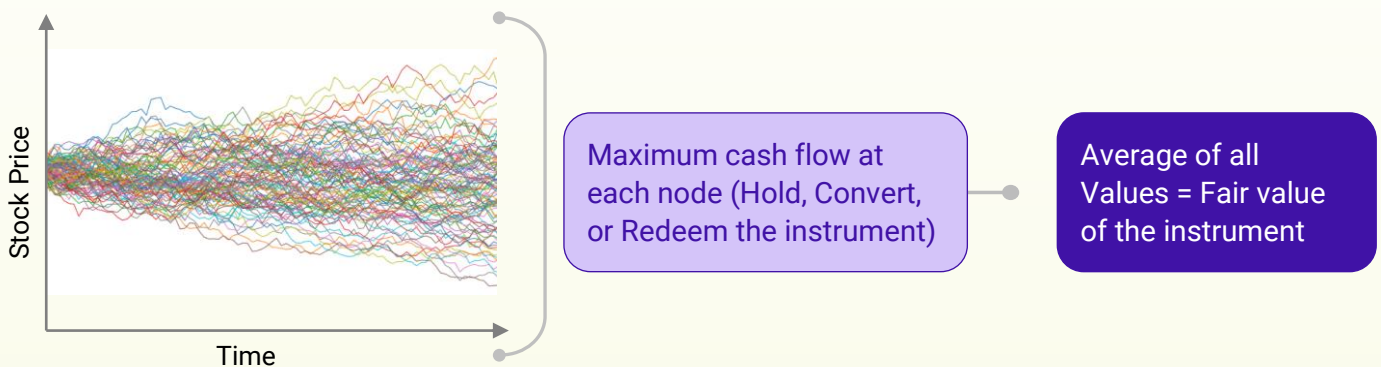 Stock Price
Time
Maximum cash flow at
each node (Hold, Convert,
or Redeem the instrument)
Average of all
Values = Fair value
of the instrument